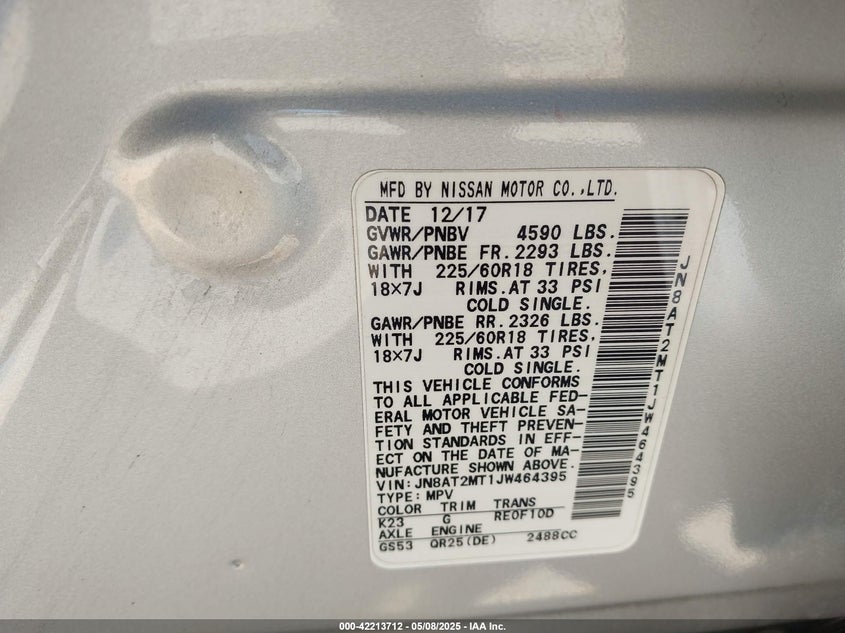 MFD BY NISSAN MOTOR CO.,LTD.
DATE 12/17
GVWR/PNBV 4590 LBS.
GAWR/PNBE FR. 2293 LBS.
WITH 225/60R18 TIRES,
18×7J RIMS.AT 33 PSI
COLD SINGLE.
GAWR/PNBE RR. 2326 LBS.
WITH 225/60R18 TIRES,
18×7J RIMS.AT 33 PSI
COLD SINGLE.
THIS VEHICLE CONFORMS
TO ALL APPLICABLE FED-
ERAL MOTOR VEHICLE SA-
FETY AND THEFT PREVEN-
TION STANDARDS IN EFF-
ECT ON THE DATE OF MA-
NUFACTURE SHOWN ABOVE.
VIN:JN8AT2MT1JW464395
TYPE:MPV
COLOR TRIM TRANS
K23 G RE0F10D
AXLE ENGINE
GS53 QR25(DE) 2488CC
JN8AT2MT1JW464395
000-42213712 - 05/08/2025 - IAA Inc.